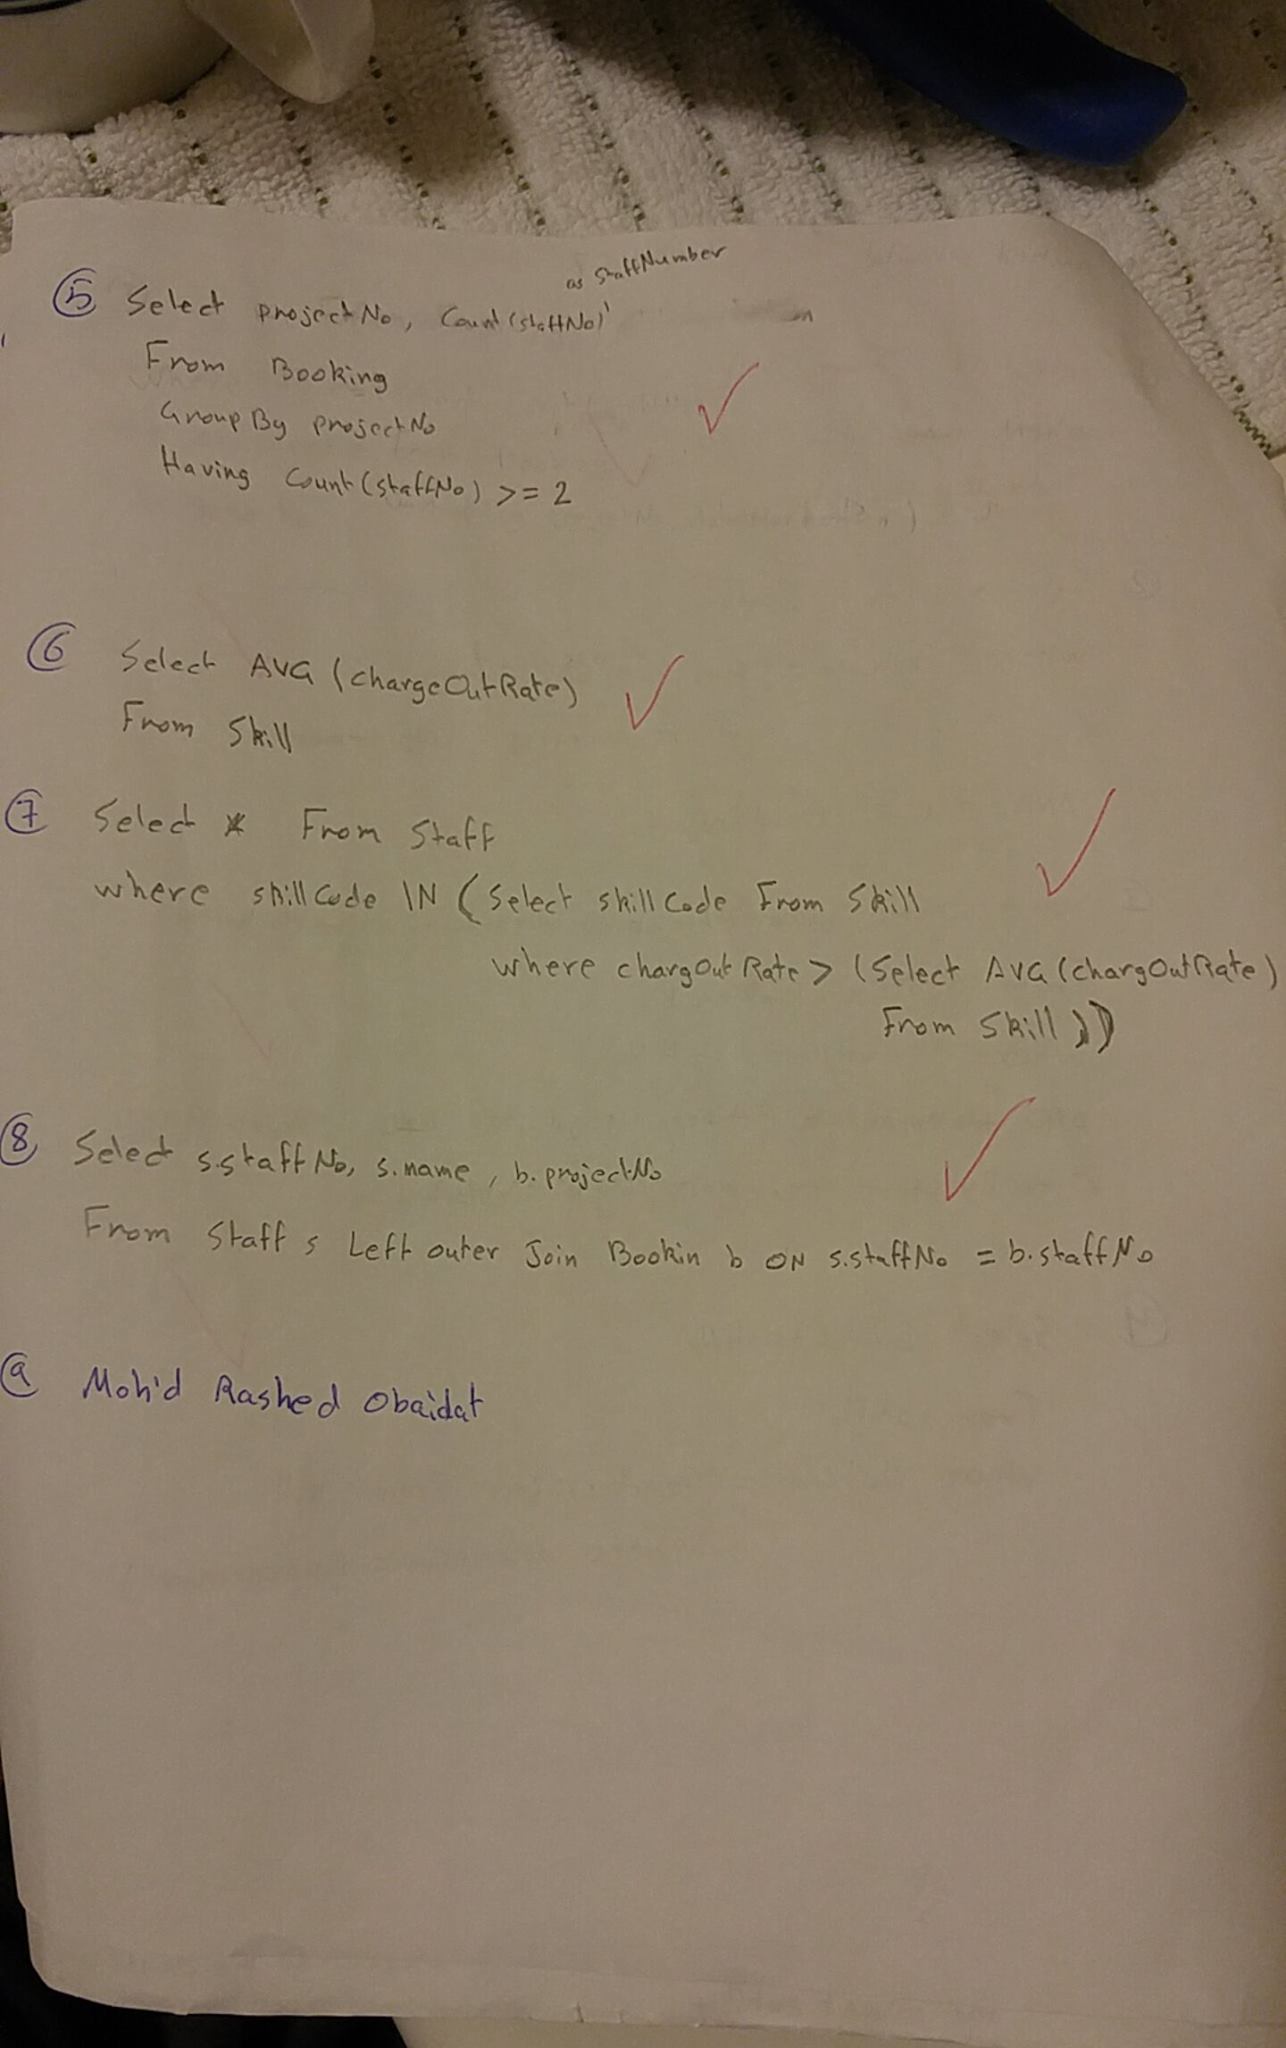 5 Select projectNo, Count(staffNo) as StaffNumber
From Booking
Group By projectNo
Having Count(staffNo) >= 2
6 Select AVG (chargeOutRate)
From Skill
7 Select * From Staff
where skillCode IN (Select skillCode From Skill
where chargOutRate > (Select AVG (chargOutRate)
From Skill))
8 Select s.staffNo, s.name, b.projectNo
From Staff s Left outer Join Bookin b ON s.staffNo = b.staffNo
9 Moh'd Rashed Obaidat